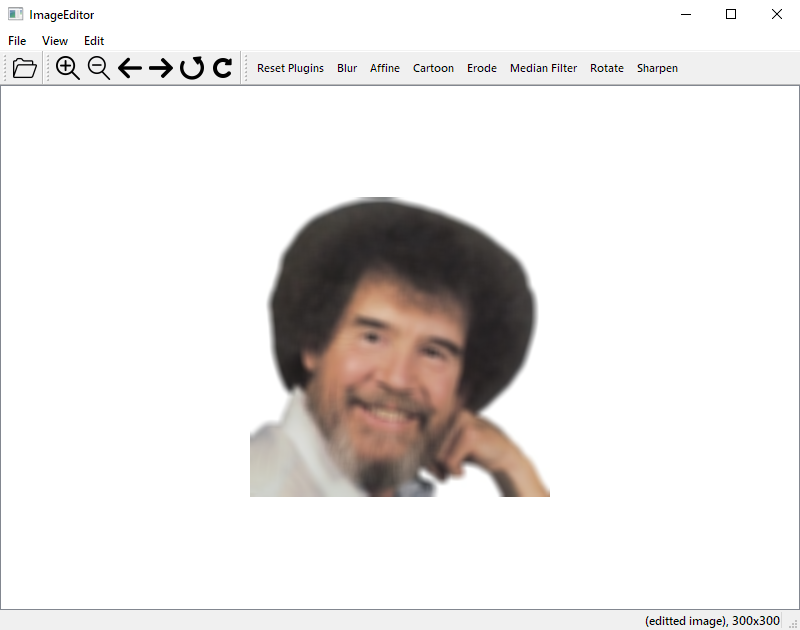 ImageEditor
File View Edit
Reset Plugins Blur Affine Cartoon Erode Median Filter Rotate Sharpen
(editted image), 300x300